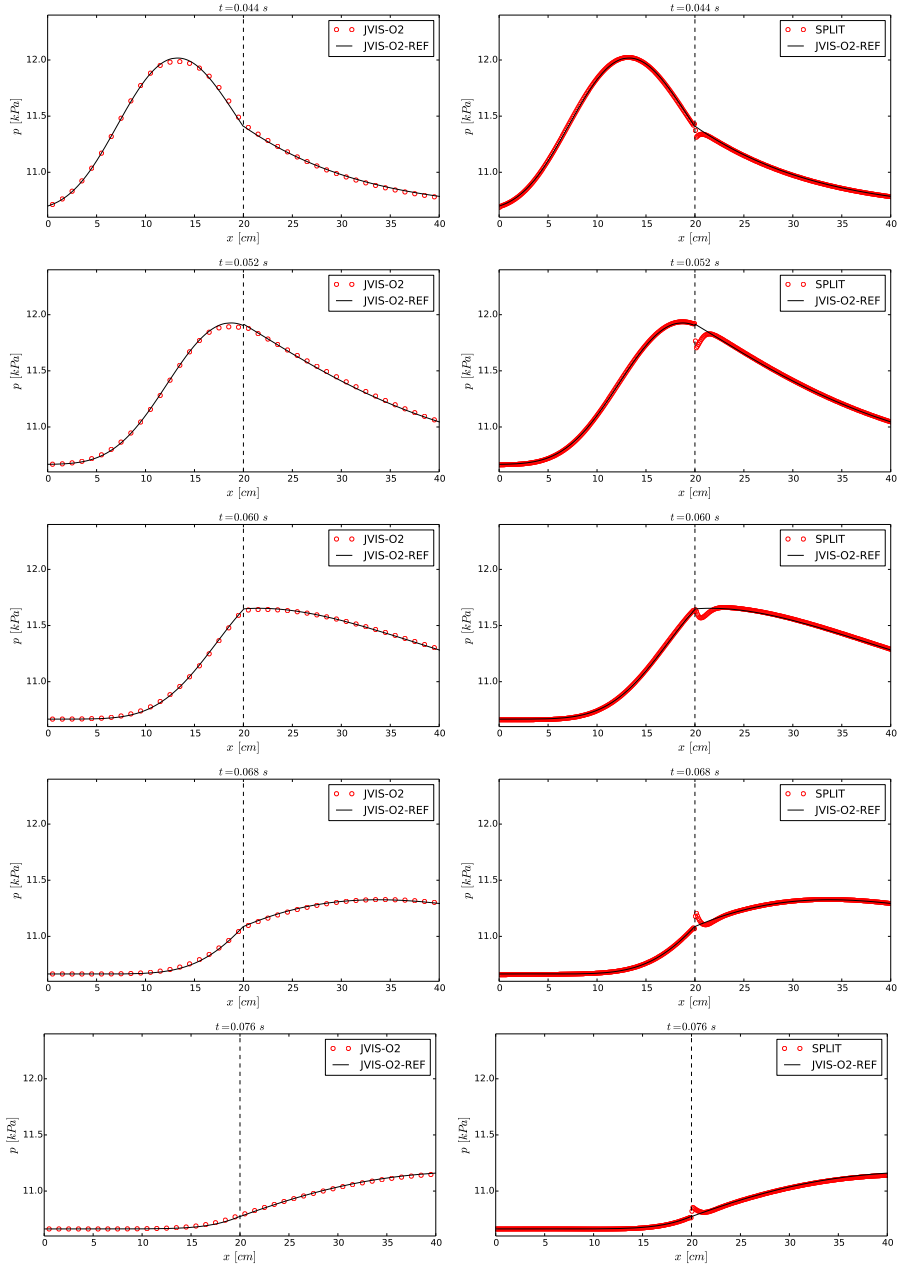 t=0.044 s
p [kPa]
12.0
11.5
11.0
JVIS-O2
JVIS-O2-REF
0 5 10 15 20 25 30 35 40
x [cm]
t=0.044 s
p [kPa]
12.0
11.5
11.0
SPLIT
JVIS-O2-REF
0 5 10 15 20 25 30 35 40
x [cm]
t=0.052 s
p [kPa]
12.0
11.5
11.0
JVIS-O2
JVIS-O2-REF
0 5 10 15 20 25 30 35 40
x [cm]
t=0.052 s
p [kPa]
12.0
11.5
11.0
SPLIT
JVIS-O2-REF
0 5 10 15 20 25 30 35 40
x [cm]
t=0.060 s
p [kPa]
12.0
11.5
11.0
JVIS-O2
JVIS-O2-REF
0 5 10 15 20 25 30 35 40
x [cm]
t=0.060 s
p [kPa]
12.0
11.5
11.0
SPLIT
JVIS-O2-REF
0 5 10 15 20 25 30 35 40
x [cm]
t=0.068 s
p [kPa]
12.0
11.5
11.0
JVIS-O2
JVIS-O2-REF
0 5 10 15 20 25 30 35 40
x [cm]
t=0.068 s
p [kPa]
12.0
11.5
11.0
SPLIT
JVIS-O2-REF
0 5 10 15 20 25 30 35 40
x [cm]
t=0.076 s
p [kPa]
12.0
11.5
11.0
JVIS-O2
JVIS-O2-REF
0 5 10 15 20 25 30 35 40
x [cm]
t=0.076 s
p [kPa]
12.0
11.5
11.0
SPLIT
JVIS-O2-REF
0 5 10 15 20 25 30 35 40
x [cm]